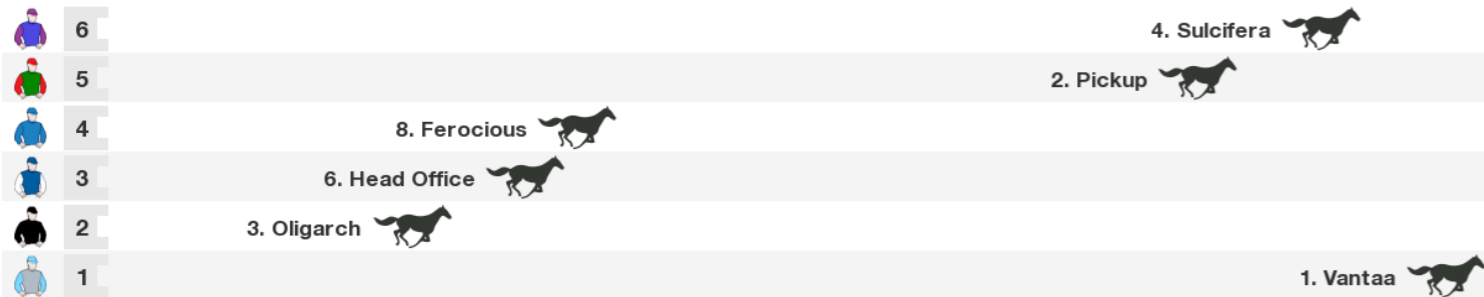 6 4. Sulcifera
5 2. Pickup
4 8. Ferocious
3 6. Head Office
2 3. Oligarch
1 1. Vantaa